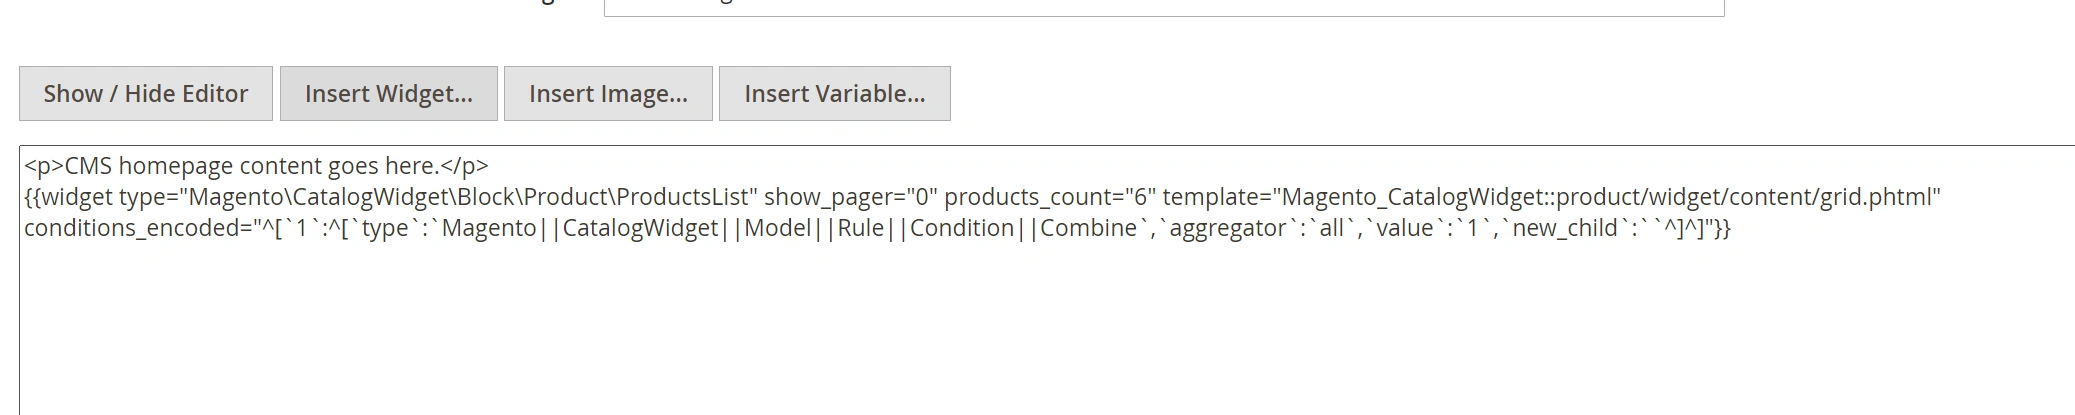 Show / Hide Editor
Insert Widget...
Insert Image...
Insert Variable...
<p>CMS homepage content goes here.</p>
{{widget type="Magento\CatalogWidget\Block\Product\ProductsList" show_pager="0" products_count="6" template="Magento_CatalogWidget::product/widget/content/grid.phtml"
conditions_encoded="^[`1`:^[`type`:`Magento||CatalogWidget||Model||Rule||Condition||Combine`,`aggregator`:`all`,`value`:`1`,`new_child`:``^]^]"}}